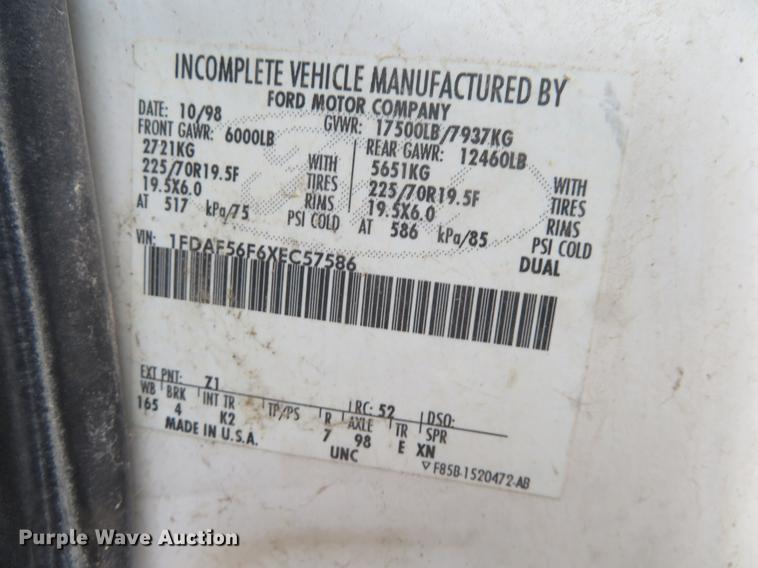 INCOMPLETE VEHICLE MANUFACTURED BY
FORD MOTOR COMPANY
DATE: 10/98 GVWR: 17500LB/7937KG
FRONT GAWR: 6000LB REAR GAWR: 12460LB
2721KG WITH 5651KG WITH
225/70R19.5F TIRES 225/70R19.5F TIRES
19.5X6.0 RIMS 19.5X6.0 RIMS
AT 517 kPa/75 PSI COLD AT 586 kPa/85 PSI COLD
DUAL
VIN: 1FDAF56F6XEC57586
EXT PNT: Z1 RC: 52 DSO:
WB BRK INT TR TP/PS R AXLE TR SPR
165 4 K2 7 98 E XN
MADE IN U.S.A. UNC
F85B-1520472-AB
Purple Wave Auction